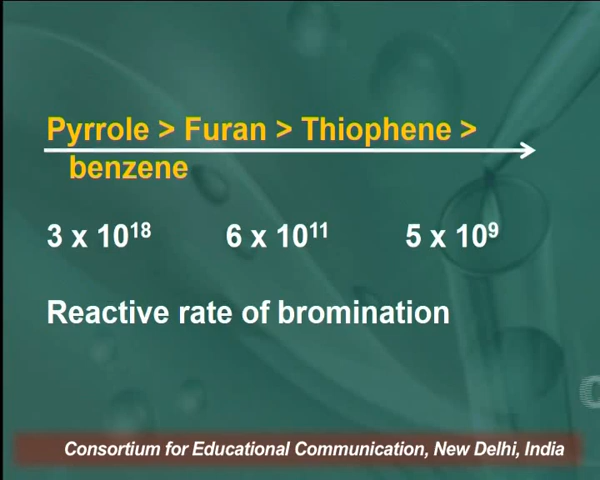 Pyrrole > Furan > Thiophene >
benzene
3 x 10¹⁸ 6 x 10¹¹ 5 x 10⁹
Reactive rate of bromination
Consortium for Educational Communication, New Delhi, India